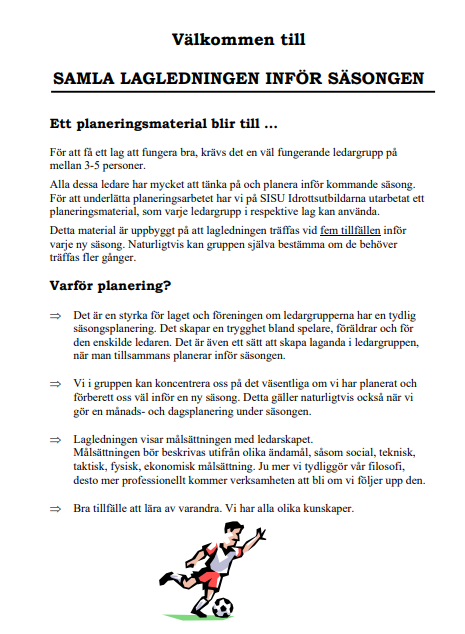 Välkommen till
SAMLA LAGLEDNINGEN INFÖR SÄSONGEN
Ett planeringsmaterial blir till ...
För att få ett lag att fungera bra, krävs det en väl fungerande ledargrupp på
mellan 3-5 personer.
Alla dessa ledare har mycket att tänka på och planera inför kommande säsong.
För att underlätta planeringsarbetet har vi på SISU Idrottsutbildarna utarbetat ett
planeringsmaterial, som varje ledargrupp i respektive lag kan använda.
Detta material är uppbyggt på att lagledningen träffas vid fem tillfällen inför
varje ny säsong. Naturligtvis kan gruppen själva bestämma om de behöver
träffas fler gånger.
Varför planering?
⇒ Det är en styrka för laget och föreningen om ledargrupperna har en tydlig
säsongsplanering. Det skapar en trygghet bland spelare, föräldrar och för
den enskilde ledaren. Det är även ett sätt att skapa laganda i ledargruppen,
när man tillsammans planerar inför säsongen.
⇒ Vi i gruppen kan koncentrera oss på det väsentliga om vi har planerat och
förberett oss väl inför en ny säsong. Detta gäller naturligtvis också när vi
gör en månads- och dagsplanering under säsongen.
⇒ Lagledningen visar målsättning med ledarskapet.
Målsättningen bör beskrivas utifrån olika ändamål, såsom social, teknisk,
taktisk, fysisk, ekonomisk målsättning. Ju mer vi tydliggör vår filosofi,
desto mer professionellt kommer verksamheten att bli om vi följer upp den.
⇒ Bra tillfälle att lära av varandra. Vi har alla olika kunskaper.